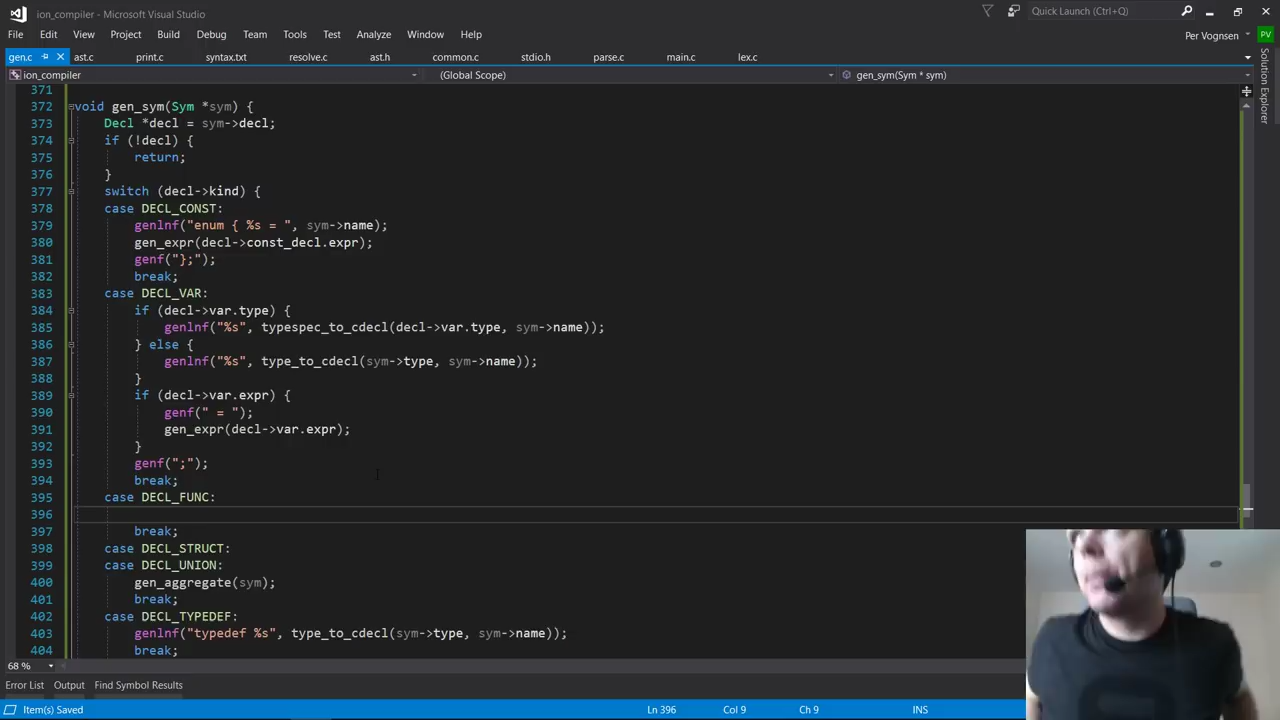 ion_compiler - Microsoft Visual Studio
Quick Launch (Ctrl+Q)
File Edit View Project Build Debug Team Tools Test Analyze Window Help
Per Vognsen PV
gen.c ast.c print.c syntax.txt resolve.c ast.h common.c stdio.h parse.c main.c lex.c
ion_compiler (Global Scope) gen_sym(Sym * sym)
Solution Explorer
371
372 void gen_sym(Sym *sym) {
373 Decl *decl = sym->decl;
374 if (!decl) {
375 return;
376 }
377 switch (decl->kind) {
378 case DECL_CONST:
379 genlnf("enum { %s = ", sym->name);
380 gen_expr(decl->const_decl.expr);
381 genf("};");
382 break;
383 case DECL_VAR:
384 if (decl->var.type) {
385 genlnf("%s", typespec_to_cdecl(decl->var.type, sym->name));
386 } else {
387 genlnf("%s", type_to_cdecl(sym->type, sym->name));
388 }
389 if (decl->var.expr) {
390 genf(" = ");
391 gen_expr(decl->var.expr);
392 }
393 genf(";");
394 break;
395 case DECL_FUNC:
396
397 break;
398 case DECL_STRUCT:
399 case DECL_UNION:
400 gen_aggregate(sym);
401 break;
402 case DECL_TYPEDEF:
403 genlnf("typedef %s", type_to_cdecl(sym->type, sym->name));
404 break;
68 %
Error List Output Find Symbol Results
Item(s) Saved Ln 396 Col 9 Ch 9 INS